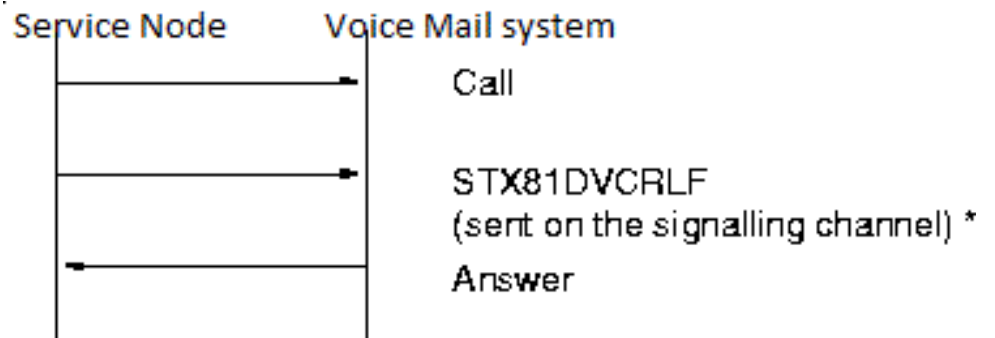 Service Node Voice Mail system
Call
STX81DVCRLF
(sent on the signalling channel) *
Answer